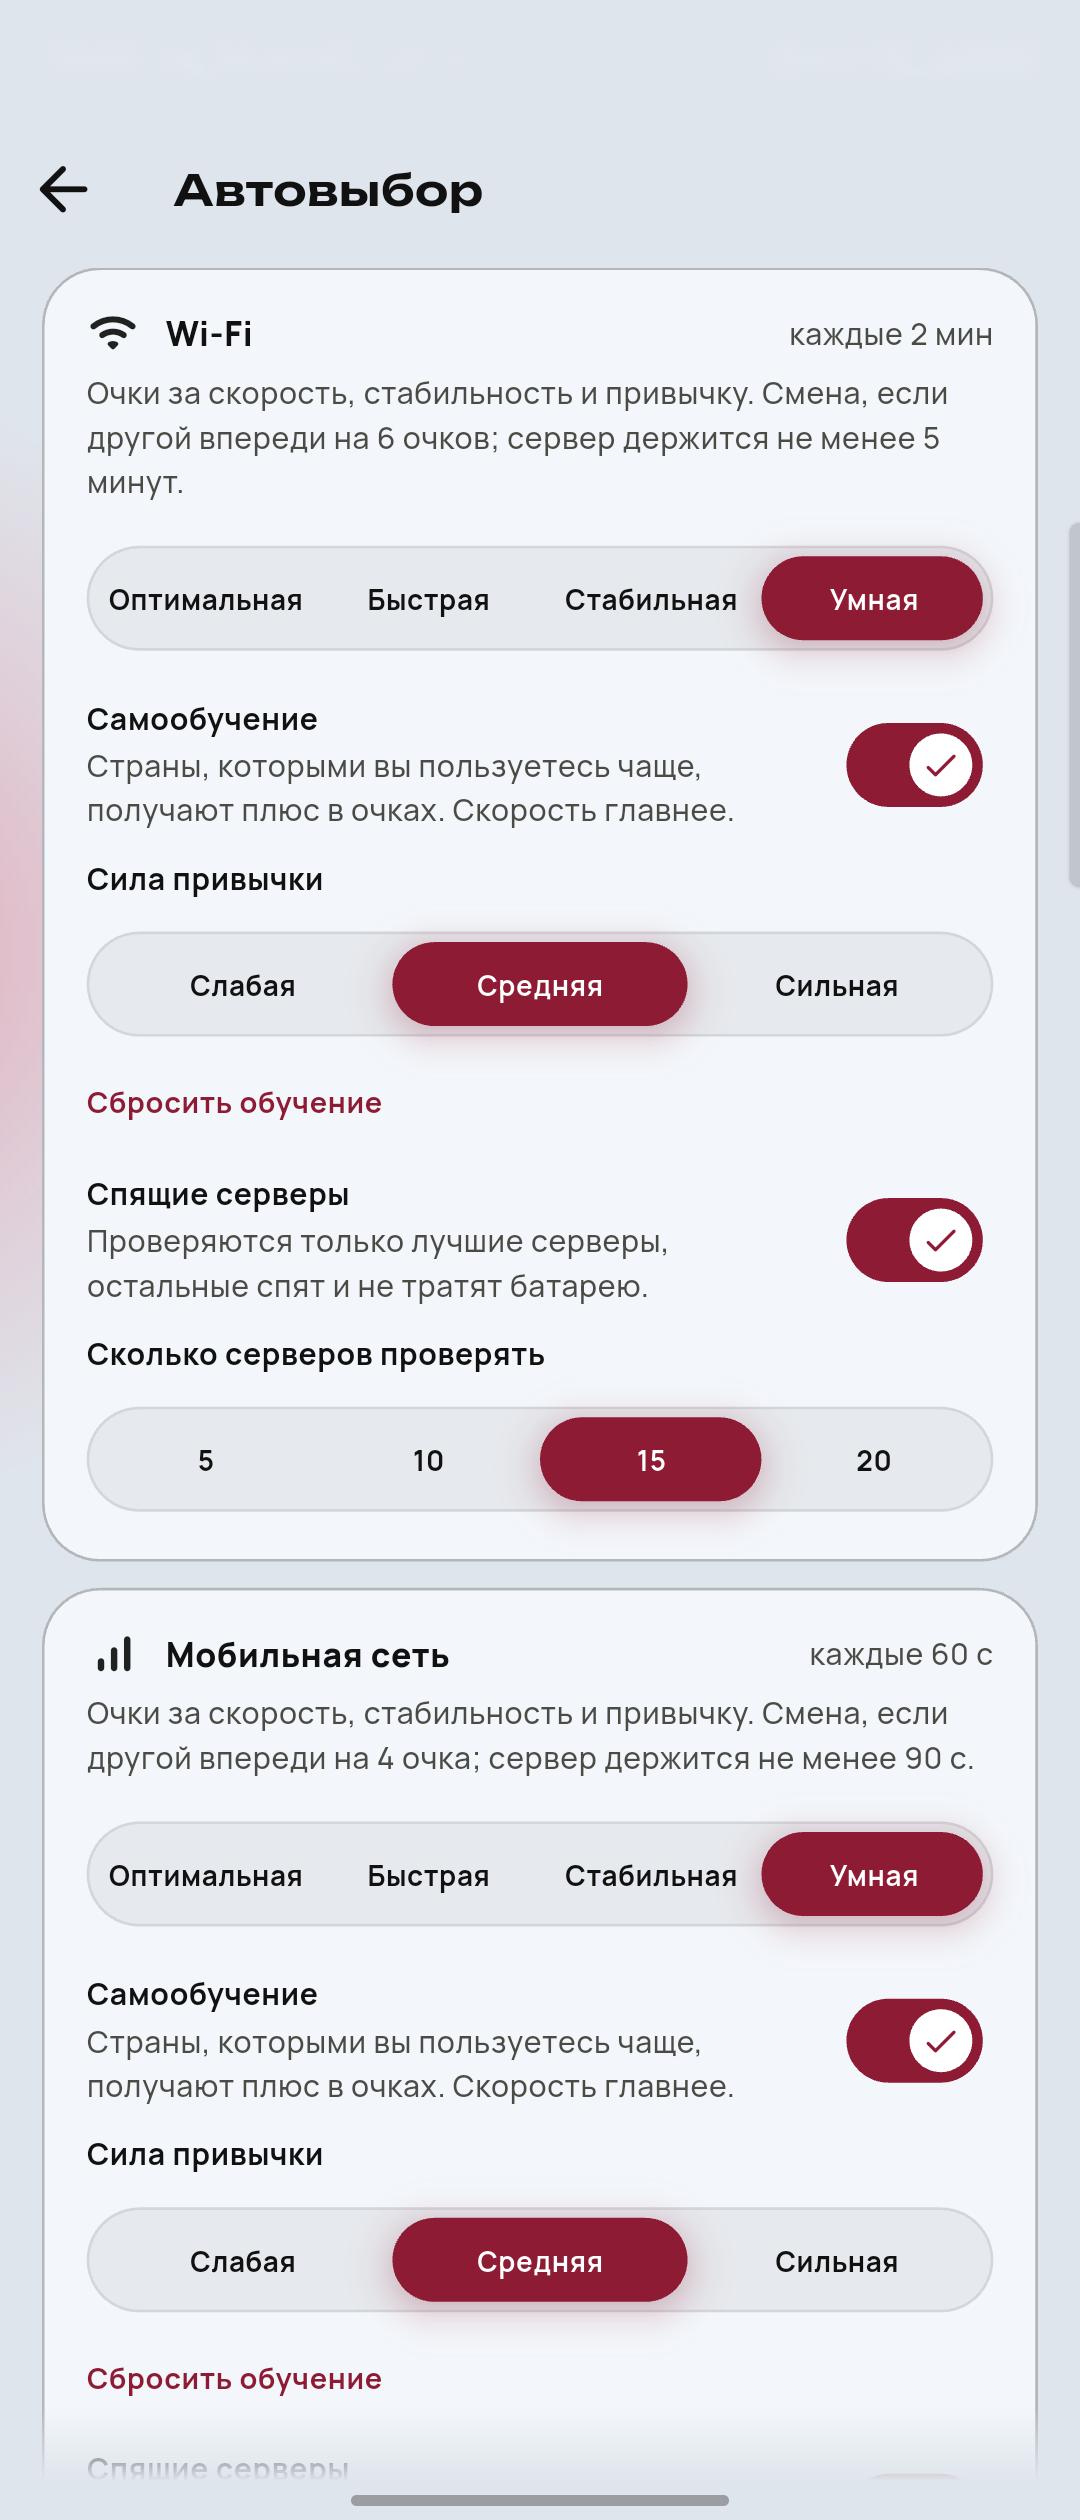 Автовыбор
Wi-Fi
каждые 2 мин
Очки за скорость, стабильность и привычку. Смена, если
другой впереди на 6 очков; сервер держится не менее 5
минут.
Оптимальная Быстрая Стабильная Умная
Самообучение
Страны, которыми вы пользуетесь чаще,
получают плюс в очках. Скорость главнее.
Сила привычки
Слабая Средняя Сильная
Сбросить обучение
Спящие серверы
Проверяются только лучшие серверы,
остальные спят и не тратят батарею.
Сколько серверов проверять
5 10 15 20
Мобильная сеть
каждые 60 с
Очки за скорость, стабильность и привычку. Смена, если
другой впереди на 4 очка; сервер держится не менее 90 с.
Оптимальная Быстрая Стабильная Умная
Самообучение
Страны, которыми вы пользуетесь чаще,
получают плюс в очках. Скорость главнее.
Сила привычки
Слабая Средняя Сильная
Сбросить обучение
Спящие серверы